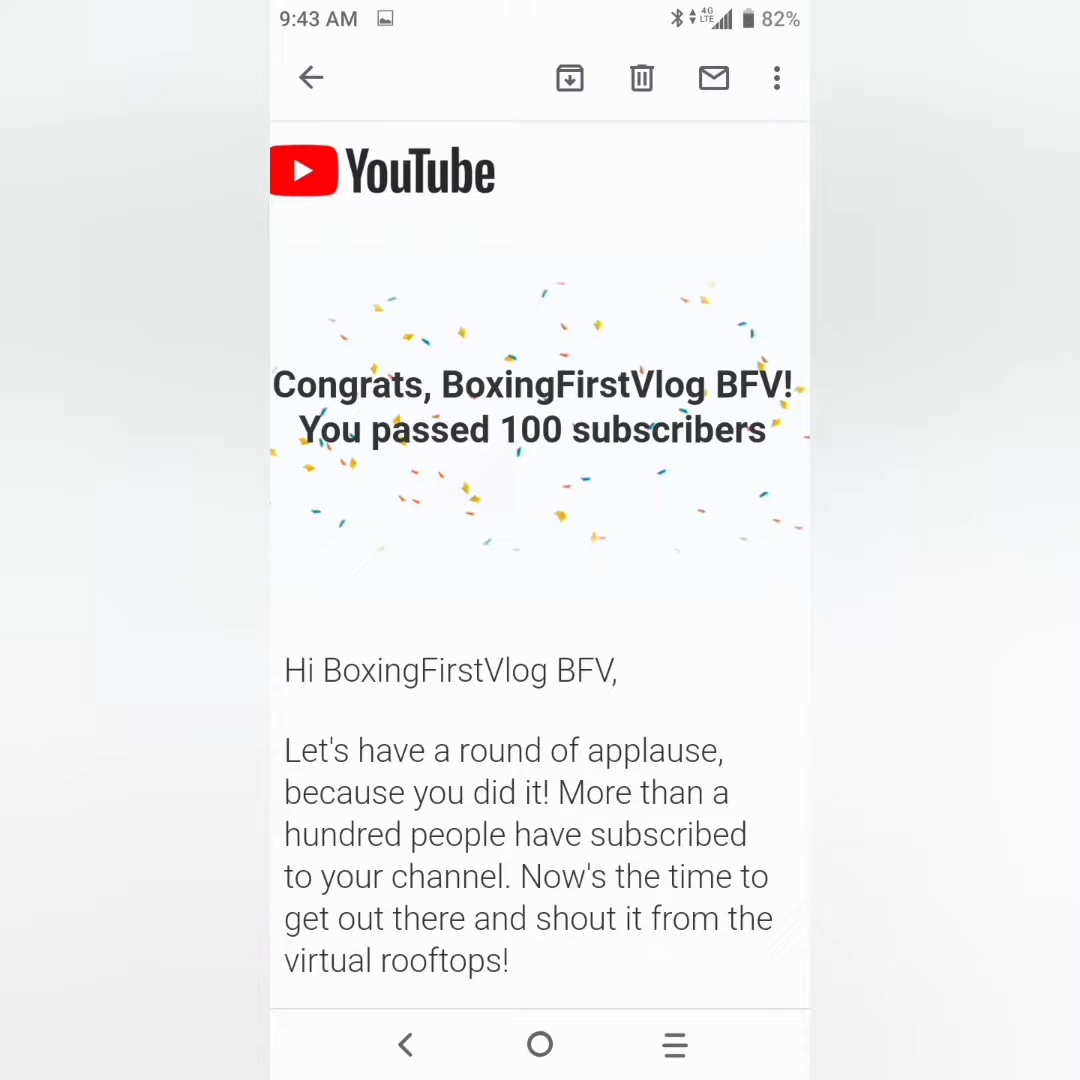 9:43 AM 4G LTE 82%
YouTube
Congrats, BoxingFirstVlog BFV!
You passed 100 subscribers
Hi BoxingFirstVlog BFV,
Let's have a round of applause,
because you did it! More than a
hundred people have subscribed
to your channel. Now's the time to
get out there and shout it from the
virtual rooftops!